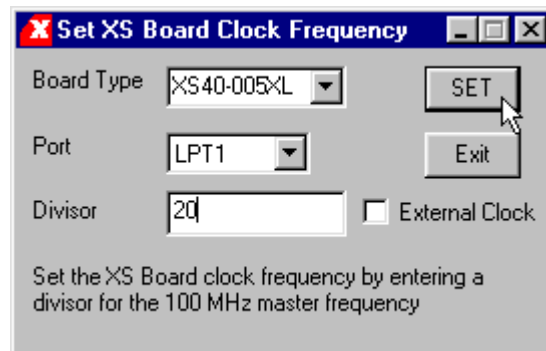 X Set XS Board Clock Frequency
Board Type XS40-005XL SET
Port LPT1 Exit
Divisor 20 External Clock
Set the XS Board clock frequency by entering a
divisor for the 100 MHz master frequency